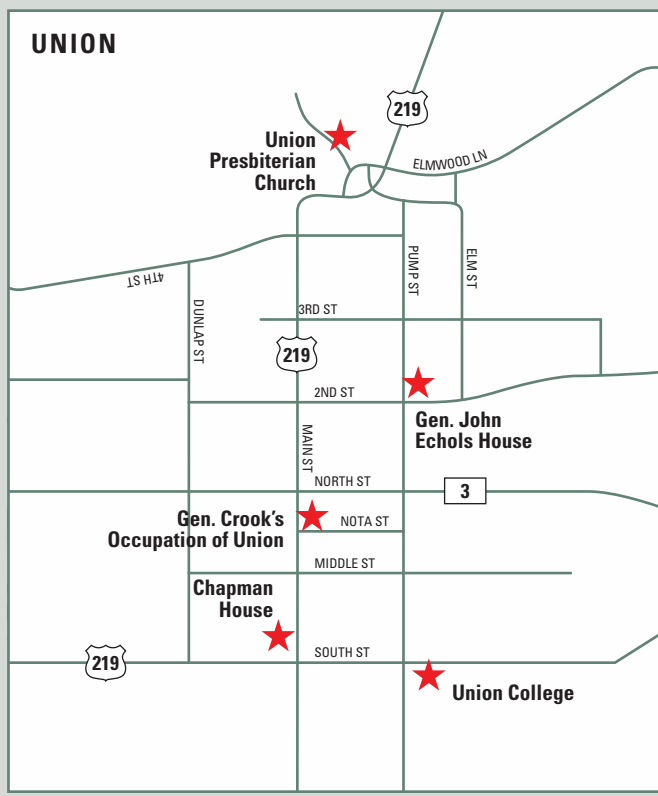 UNION
219
Union
Presbiterian
Church
ELMWOOD LN
4TH ST
DUNLAP ST
PUMP ST
ELM ST
3RD ST
219
2ND ST
Gen. John
Echols House
MAIN ST
NORTH ST
3
Gen. Crook's
Occupation of Union
NOTA ST
MIDDLE ST
Chapman
House
219
SOUTH ST
Union College